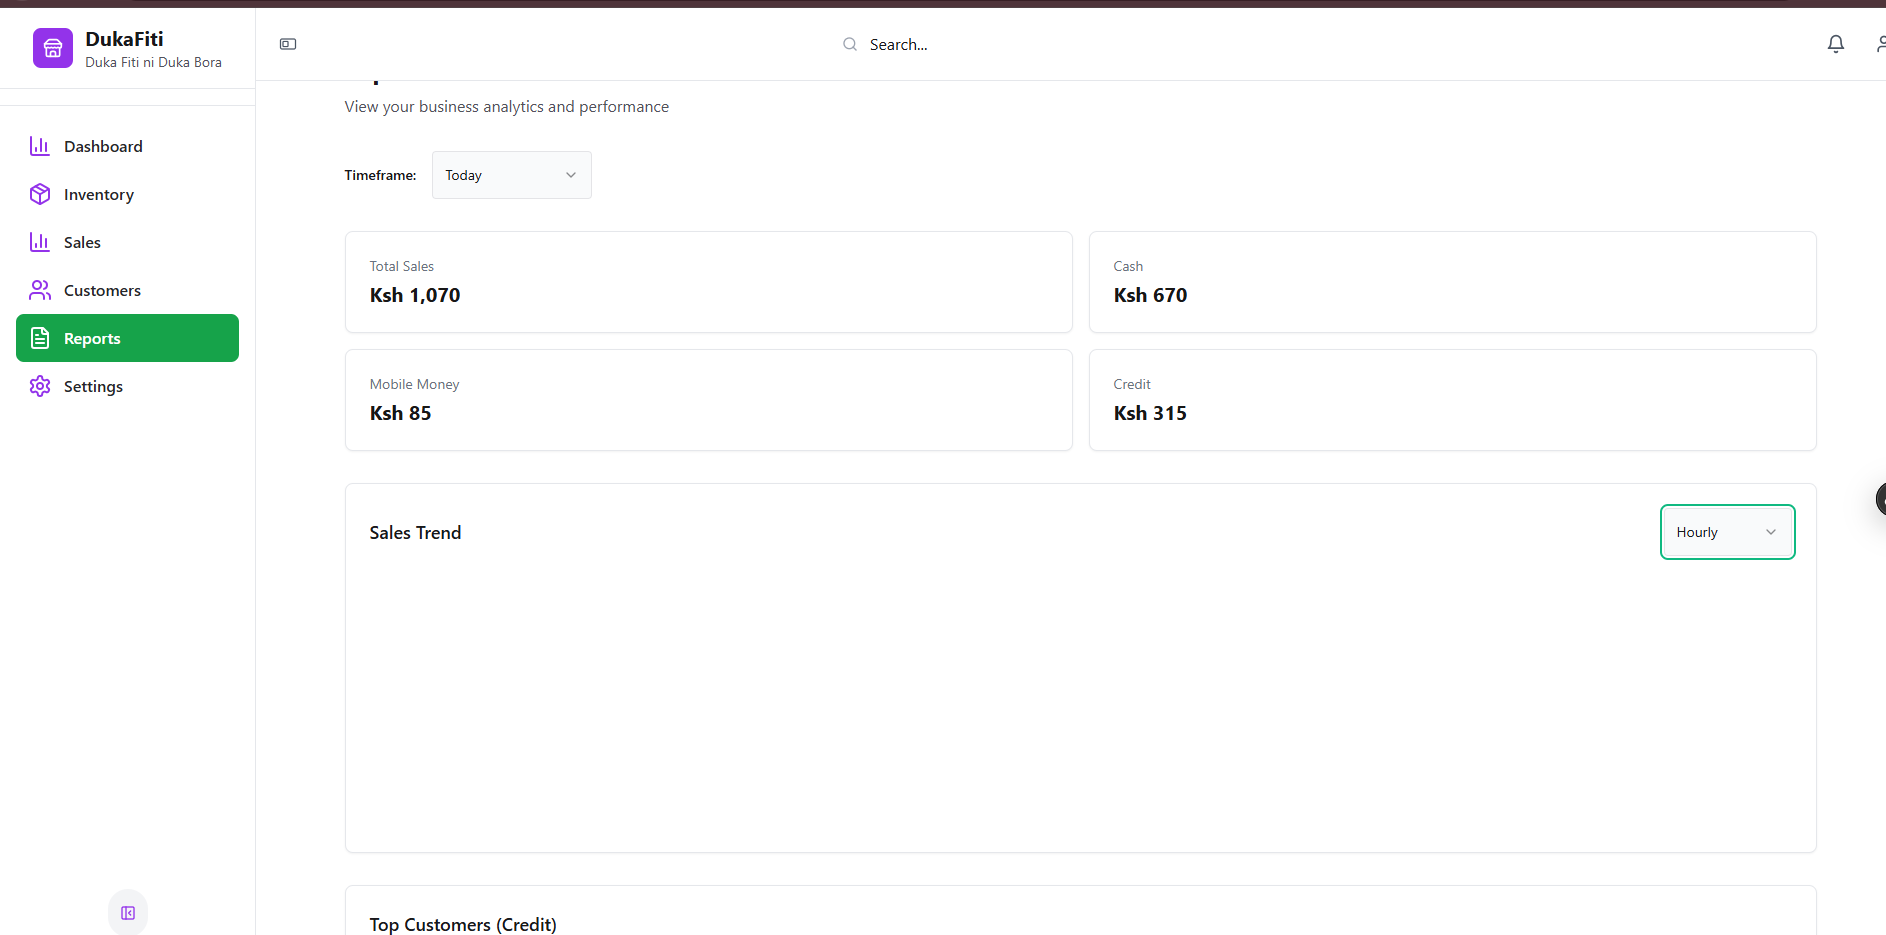 DukaFiti
Duka Fiti ni Duka Bora
Search...
Dashboard
Inventory
Sales
Customers
Reports
Settings
View your business analytics and performance
Timeframe:
Today
Total Sales
Ksh 1,070
Cash
Ksh 670
Mobile Money
Ksh 85
Credit
Ksh 315
Sales Trend
Hourly
Top Customers (Credit)